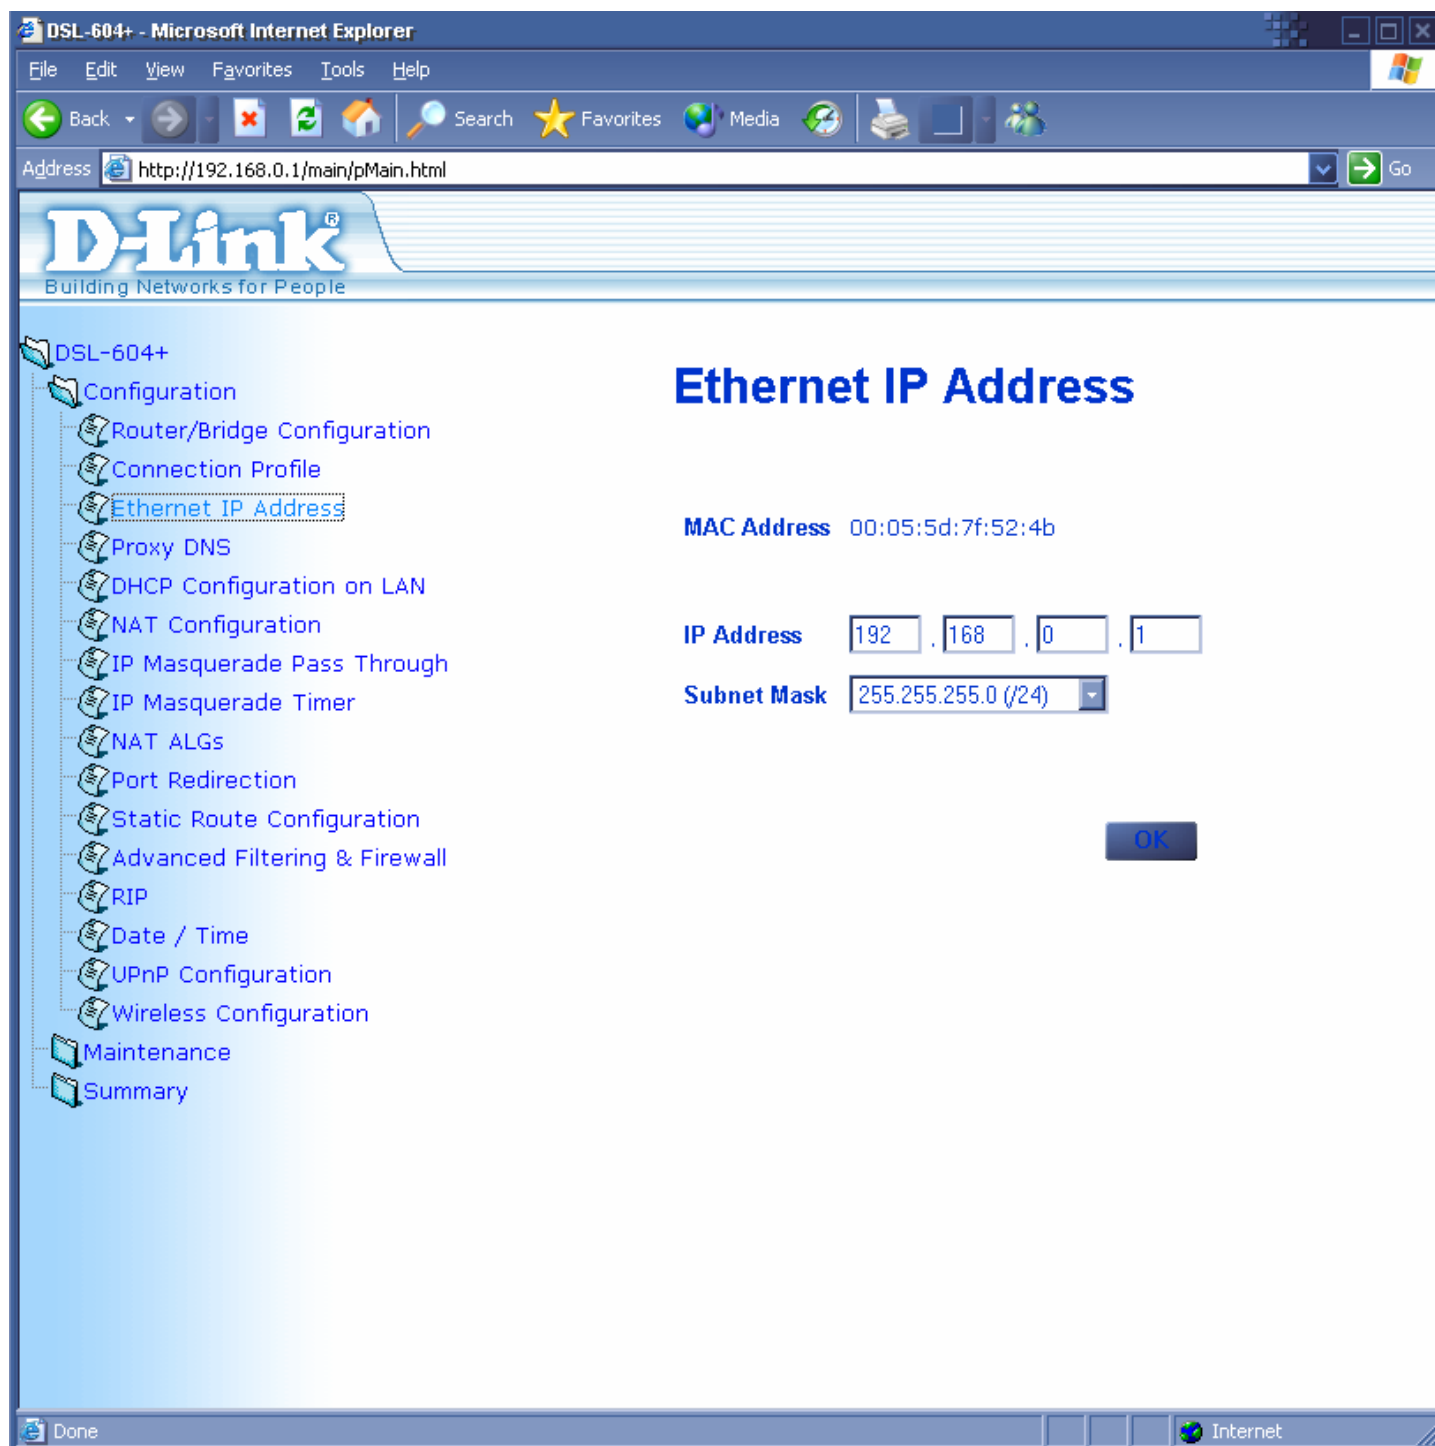 DSL-604+ - Microsoft Internet Explorer
File Edit View Favorites Tools Help
Back Search Favorites Media
Address http://192.168.0.1/main/pMain.html Go
D-Link®
Building Networks for People
DSL-604+
Configuration
Router/Bridge Configuration
Connection Profile
Ethernet IP Address
Proxy DNS
DHCP Configuration on LAN
NAT Configuration
IP Masquerade Pass Through
IP Masquerade Timer
NAT ALGs
Port Redirection
Static Route Configuration
Advanced Filtering & Firewall
RIP
Date / Time
UPnP Configuration
Wireless Configuration
Maintenance
Summary
Ethernet IP Address
MAC Address 00:05:5d:7f:52:4b
IP Address 192 . 168 . 0 . 1
Subnet Mask 255.255.255.0 (/24)
OK
Done Internet